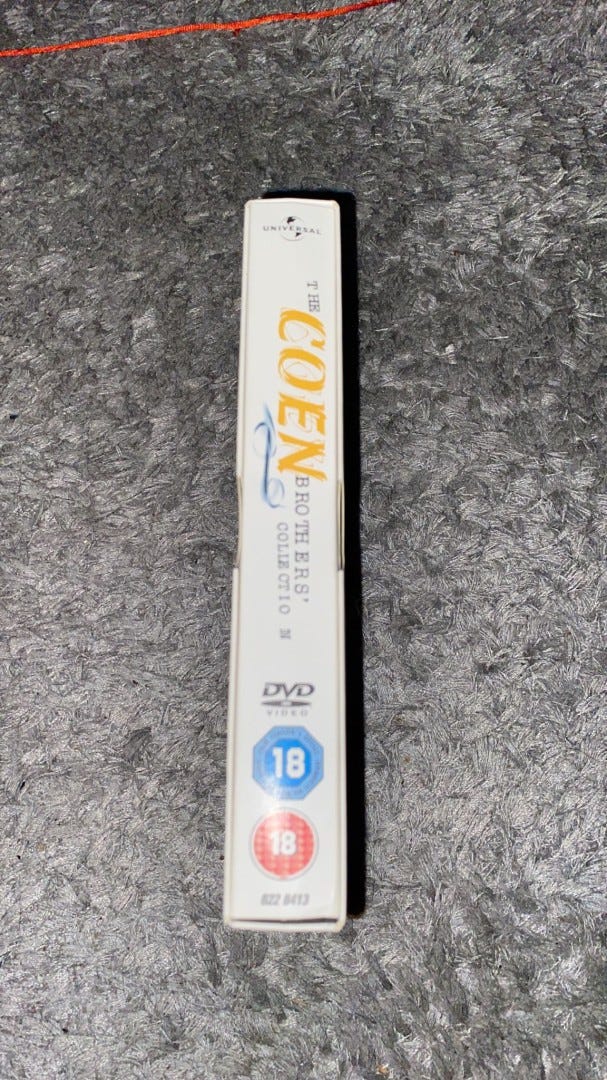 UNIVERSAL
THE
COEN
BROTHERS'
COLLECTION
DVD
VIDEO
18
18
822 8413